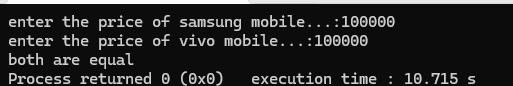 enter the price of samsung mobile...:100000
enter the price of vivo mobile...:100000
both are equal
Process returned 0 (0x0)   execution time : 10.715 s